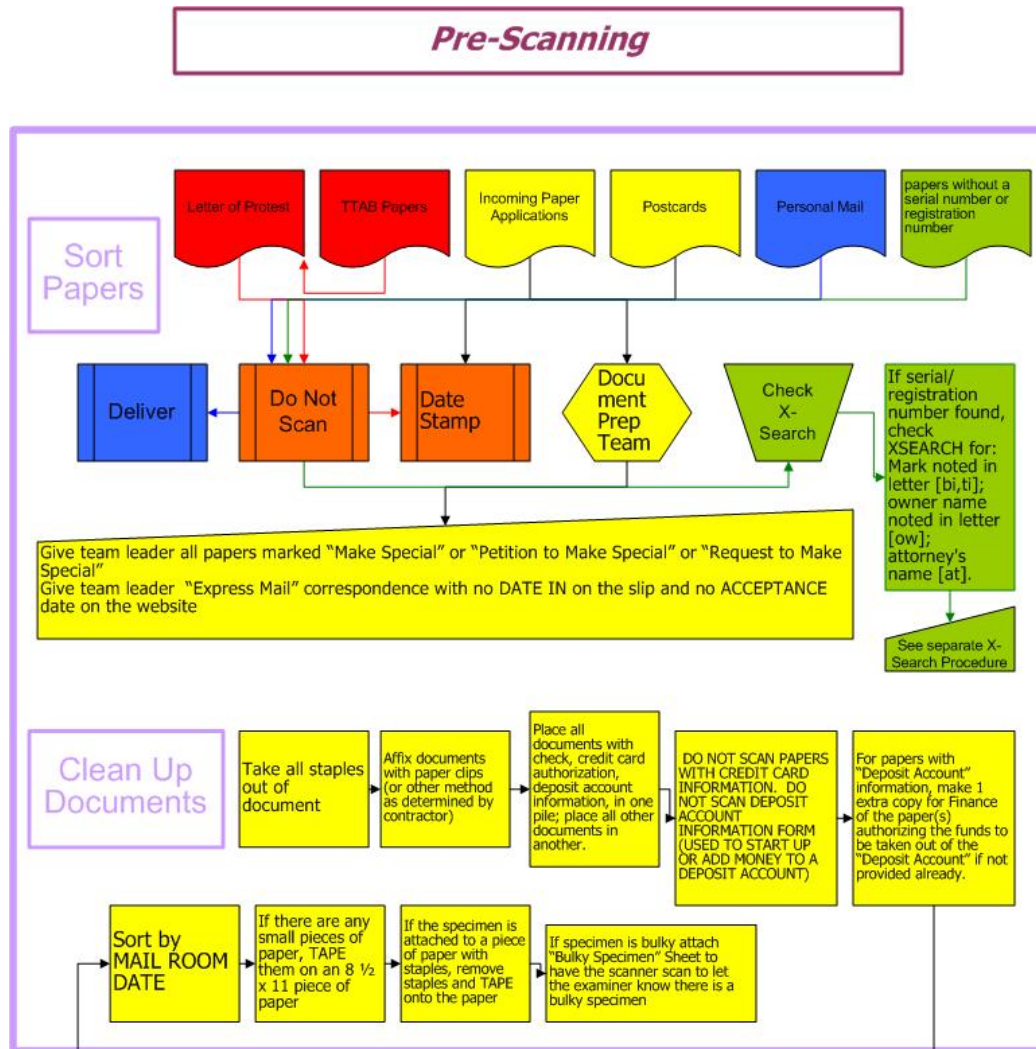 Pre-Scanning
Letter of Protest
TTAB Papers
Incoming Paper
Applications
Postcards
Personal Mail
papers without a
serial number or
registration
number
Sort
Papers
Deliver
Do Not
Scan
Date
Stamp
Docu
ment
Prep
Team
Check
X-
Search
If serial/
registration
number found,
check
XSEARCH for:
Mark noted in
letter [bi,ti];
owner name
noted in letter
[ow];
attorney's
name [at].
Give team leader all papers marked “Make Special” or “Petition to Make Special” or “Request to Make
Special”
Give team leader  “Express Mail” correspondence with no DATE IN on the slip and no ACCEPTANCE
date on the website
See separate X-
Search Procedure
Clean Up
Documents
Take all staples
out of document
Affix documents
with paper clips
(or other method
as determined by
contractor)
Place all
documents with
check, credit card
authorization,
deposit account
information, in one
pile; place all other
documents in
another.
DO NOT SCAN PAPERS
WITH CREDIT CARD
INFORMATION.  DO
NOT SCAN DEPOSIT
ACCOUNT
INFORMATION FORM
(USED TO START UP
OR ADD MONEY TO A
DEPOSIT ACCOUNT)
For papers with
“Deposit Account”
information, make 1
extra copy for Finance
of the paper(s)
authorizing the funds to
be taken out of the
“Deposit Account” if not
provided already.
Sort by
MAIL ROOM
DATE
If there are any
small pieces of
paper, TAPE
them on an 8 ½
x 11 piece of
paper
If the specimen is
attached to a piece
of paper with
staples, remove
staples and TAPE
onto the paper
If specimen is bulky attach
“Bulky Specimen” Sheet to
have the scanner scan to let
the examiner know there is a
bulky specimen